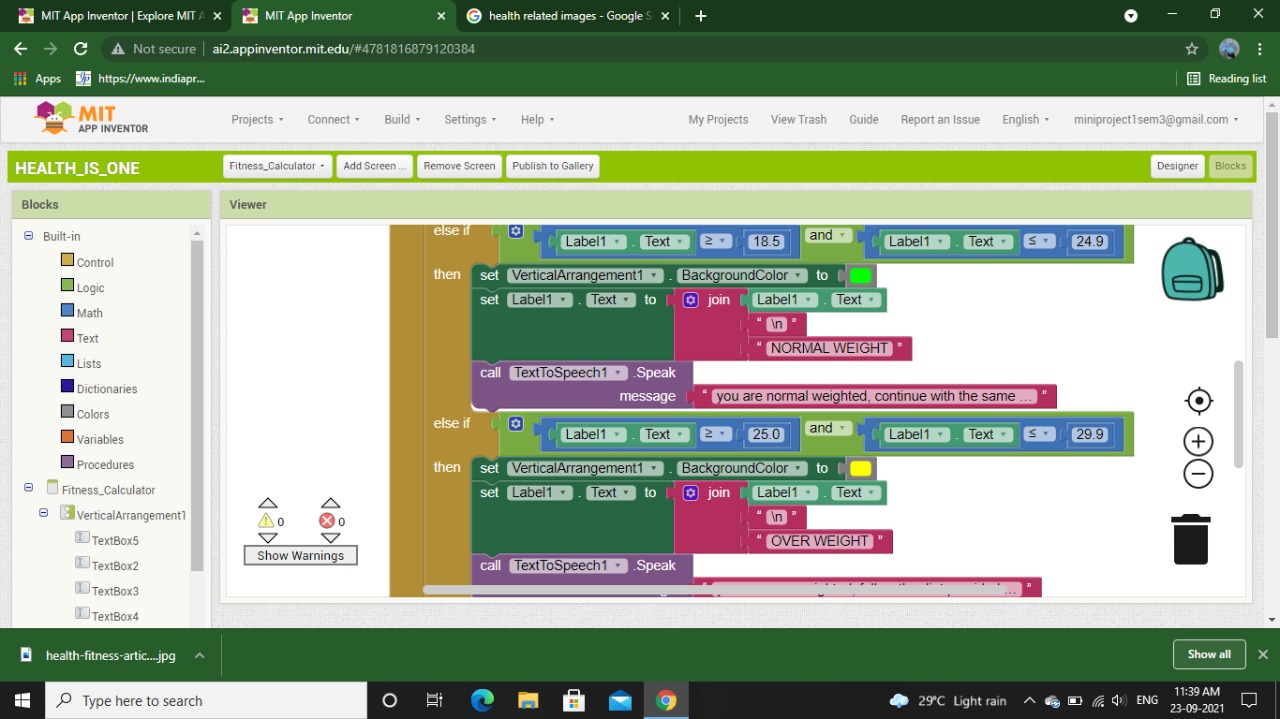 MIT App Inventor | Explore MIT A
MIT App Inventor
health related images - Google S
Not secure
ai2.appinventor.mit.edu/#4781816879120384
Apps
https://www.indiapr...
Reading list
MIT
APP INVENTOR
Projects
Connect
Build
Settings
Help
My Projects
View Trash
Guide
Report an Issue
English
miniproject1sem3@gmail.com
HEALTH_IS_ONE
Fitness_Calculator
Add Screen ...
Remove Screen
Publish to Gallery
Designer
Blocks
Blocks
Viewer
Built-in
Control
Logic
Math
Text
Lists
Dictionaries
Colors
Variables
Procedures
Fitness_Calculator
VerticalArrangement1
TextBox5
TextBox2
TextBox3
TextBox4
else if Label1 . Text ≥ 18.5 and Label1 . Text ≤ 24.9
then set VerticalArrangement1 . BackgroundColor to
set Label1 . Text to join Label1 . Text
“ \n ”
“ NORMAL WEIGHT ”
call TextToSpeech1 .Speak
message “ you are normal weighted, continue with the same ... ”
else if Label1 . Text ≥ 25.0 and Label1 . Text ≤ 29.9
then set VerticalArrangement1 . BackgroundColor to
set Label1 . Text to join Label1 . Text
“ \n ”
“ OVER WEIGHT ”
call TextToSpeech1 .Speak
0 0
Show Warnings
health-fitness-artic....jpg
Show all
Type here to search
29°C Light rain
ENG
11:39 AM
23-09-2021